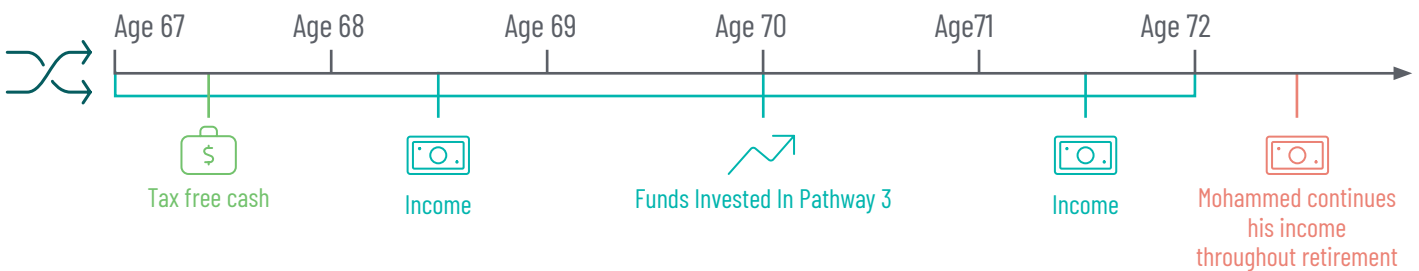 Age 67
Age 68
Age 69
Age 70
Age71
Age 72
$
Tax free cash
Income
Funds Invested In Pathway 3
Income
Mohammed continues
his income
throughout retirement